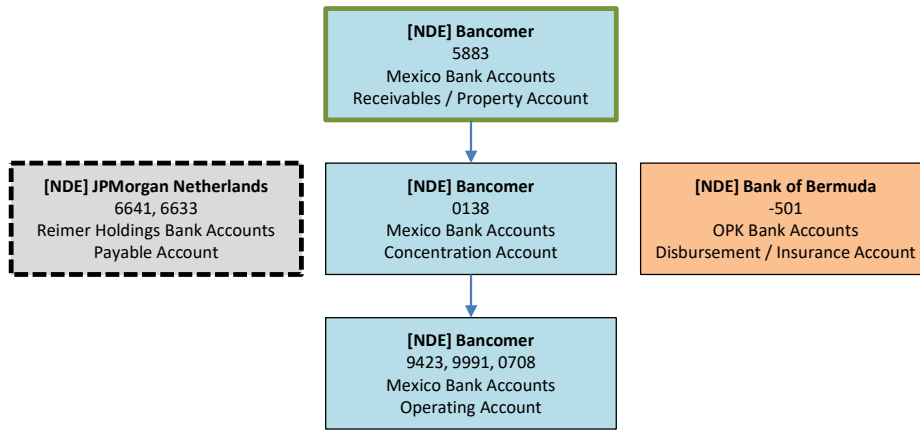 [NDE] Bancomer
5883
Mexico Bank Accounts
Receivables / Property Account
[NDE] JPMorgan Netherlands
6641, 6633
Reimer Holdings Bank Accounts
Payable Account
[NDE] Bancomer
0138
Mexico Bank Accounts
Concentration Account
[NDE] Bank of Bermuda
-501
OPK Bank Accounts
Disbursement / Insurance Account
[NDE] Bancomer
9423, 9991, 0708
Mexico Bank Accounts
Operating Account